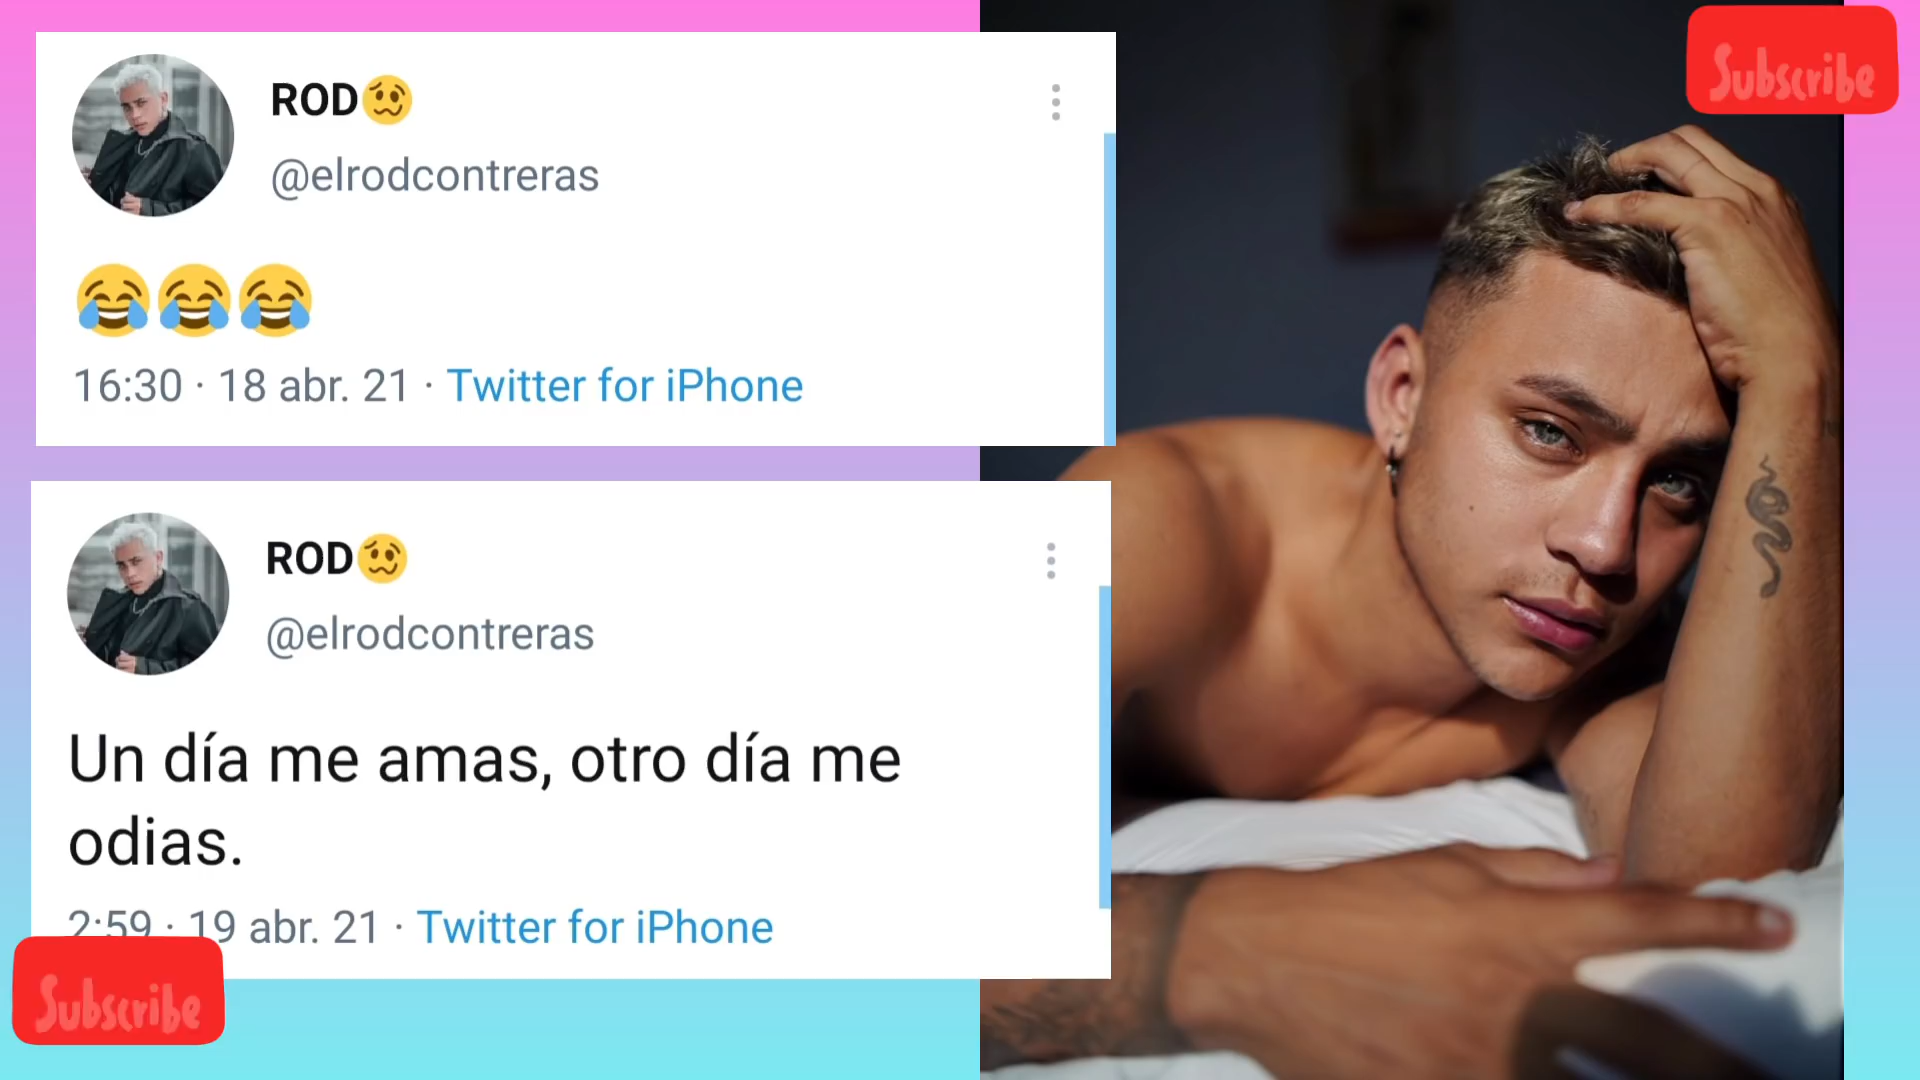 Subscribe
ROD🥴
@elrodcontreras
😂😂😂
16:30 · 18 abr. 21 · Twitter for iPhone
ROD🥴
@elrodcontreras
Un día me amas, otro día me
odias.
2:59 · 19 abr. 21 · Twitter for iPhone
Subscribe